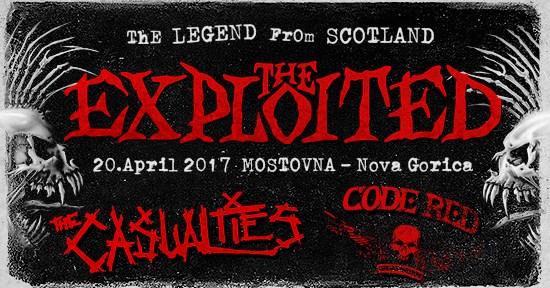 ThE LEGEND From SCOTLAND
THE
EXPLOITED
20.April 2017 MOSTOVNA - Nova Gorica
THE CASUALTIES
CODE RED